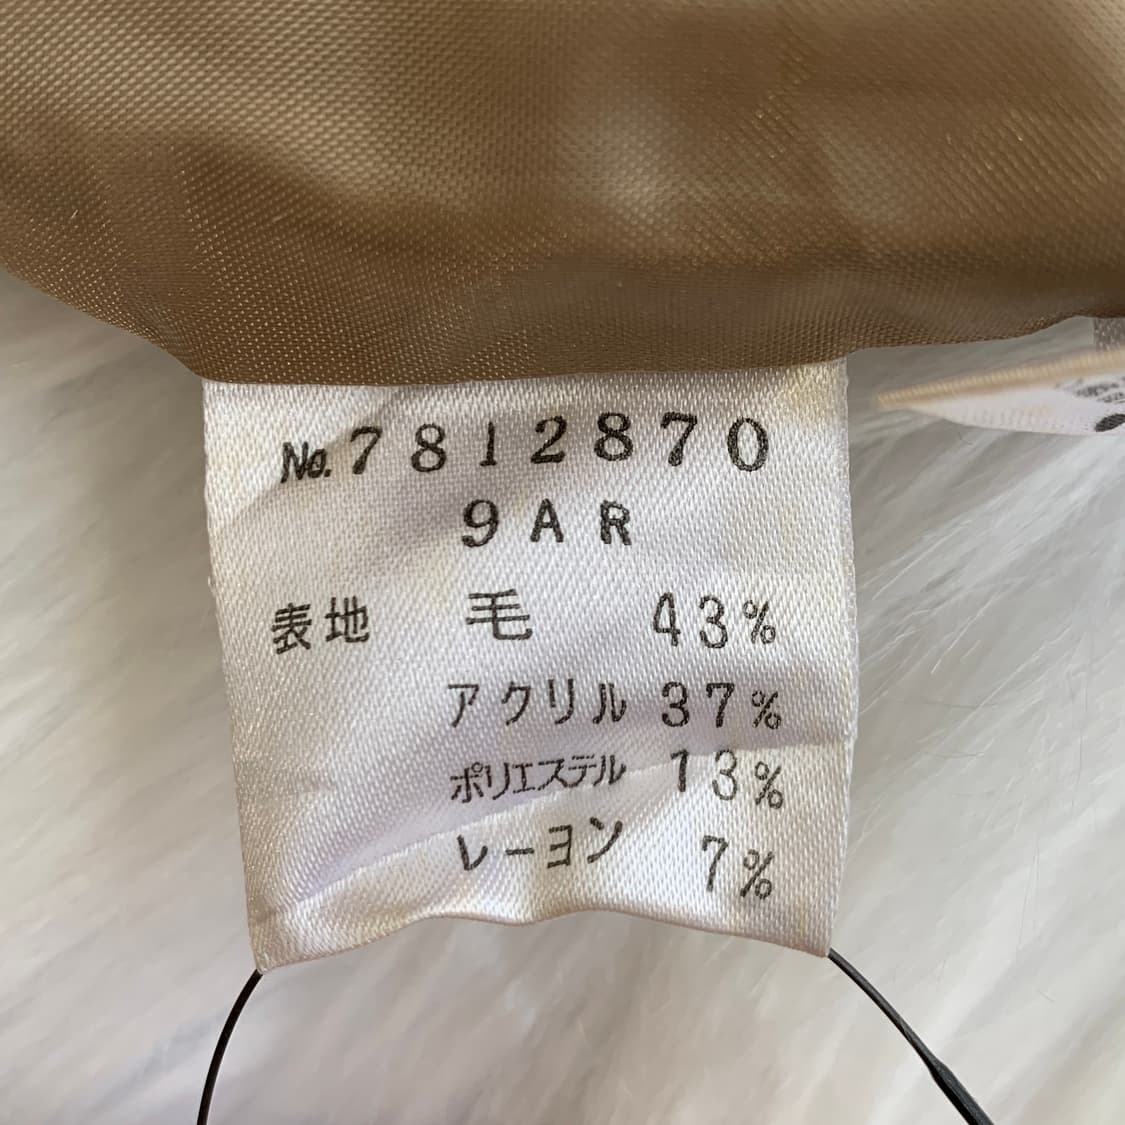 No. 7812870
9AR
表地 毛 43%
アクリル 37%
ポリエステル 13%
レーヨン 7%